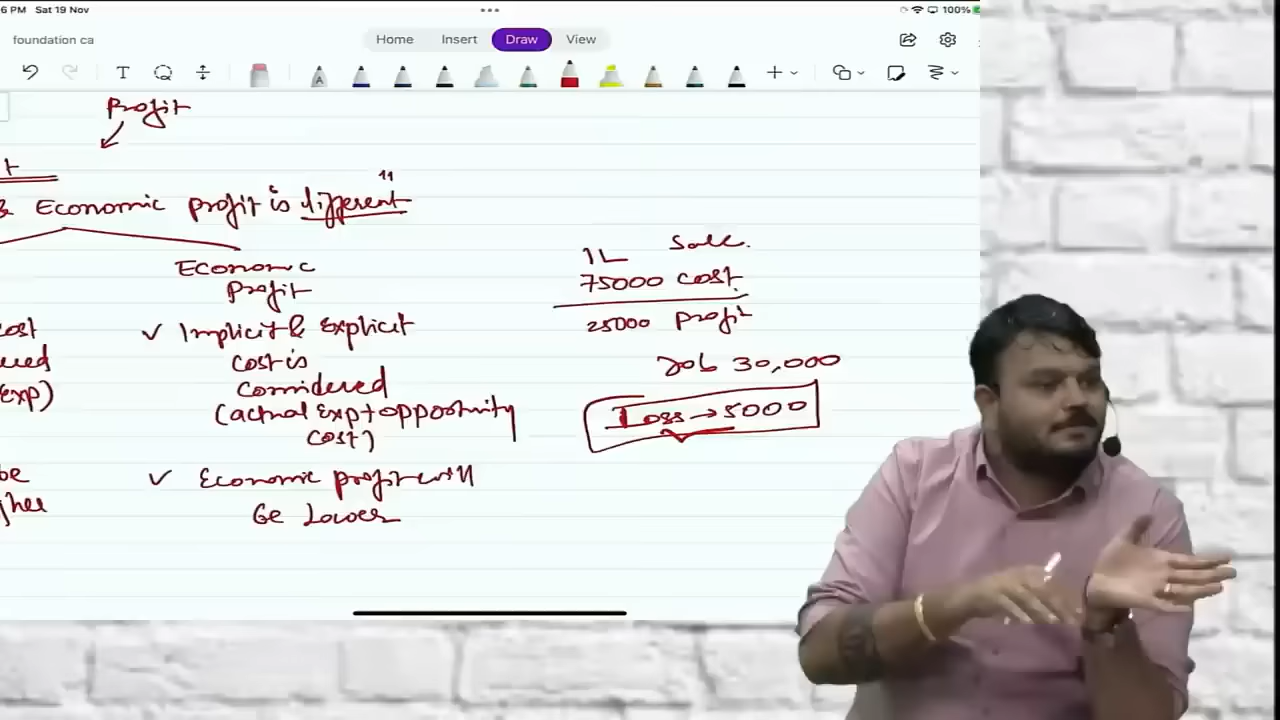 6 PM Sat 19 Nov
100%
foundation ca
Home Insert Draw View
Profit
t
& Economic profit is different
Economic
Profit
✓ Implicit & Explicit
cost is
Considered
(actual Exp + opportunity
cost)
✓ Economic profit will
be Lower
ost
ered
Exp)
be
gher
1L Sale.
75000 cost
25000 Profit
Job 30,000
Loss → 5000